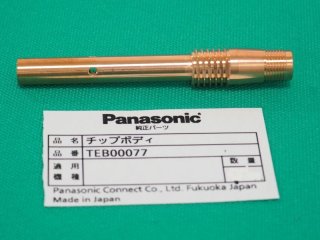 Panasonic
純正パーツ
品名 チップボディ
品番 TEB00077
適用機種 数量
Panasonic Connect Co., Ltd. Fukuoka Japan
Made in Japan